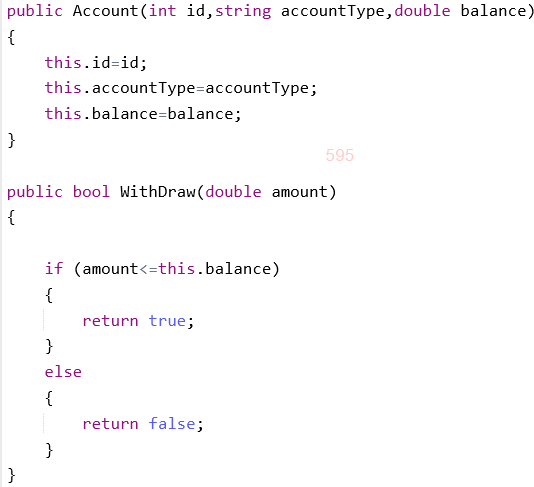 public Account(int id,string accountType,double balance)
{
    this.id=id;
    this.accountType=accountType;
    this.balance=balance;
}
595
public bool WithDraw(double amount)
{
    if (amount<=this.balance)
    {
        return true;
    }
    else
    {
        return false;
    }
}